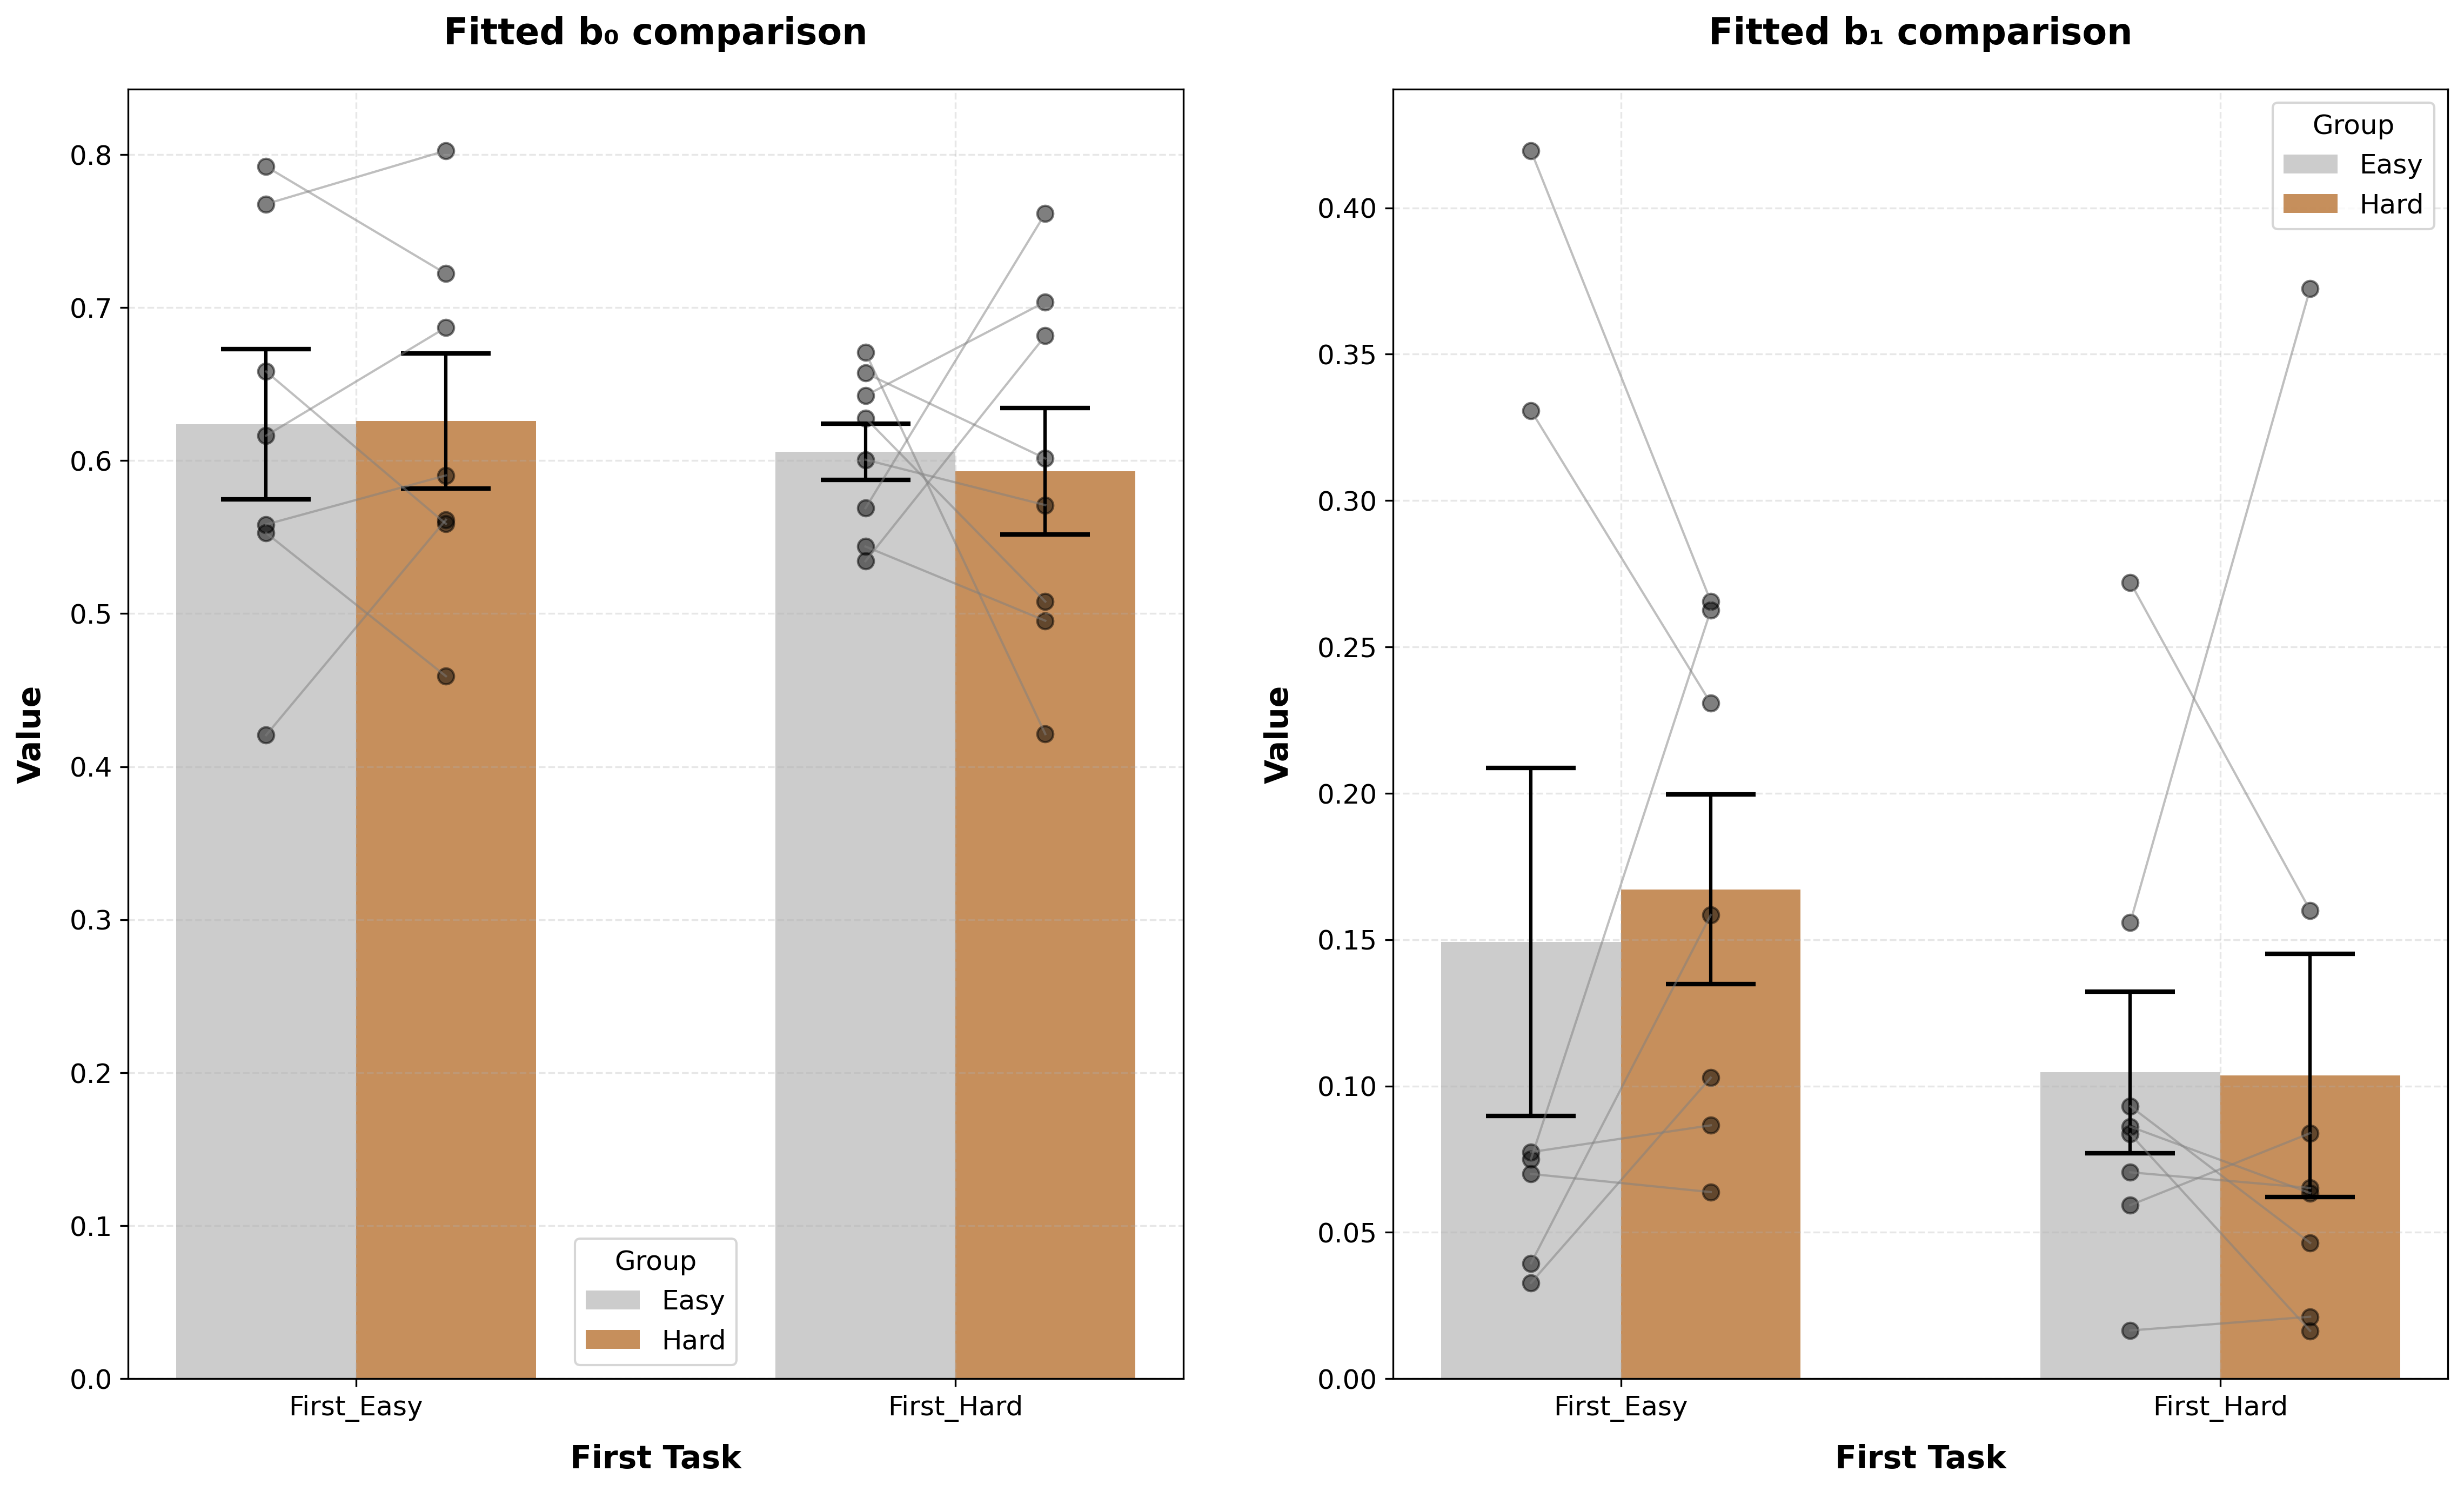 Fitted b₀ comparison
0.8
0.7
0.6
0.5
0.4
0.3
0.2
0.1
0.0
Value
Group
Easy
Hard
First_Easy
First_Hard
First Task
Fitted b₁ comparison
0.40
0.35
0.30
0.25
0.20
0.15
0.10
0.05
0.00
Value
Group
Easy
Hard
First_Easy
First_Hard
First Task